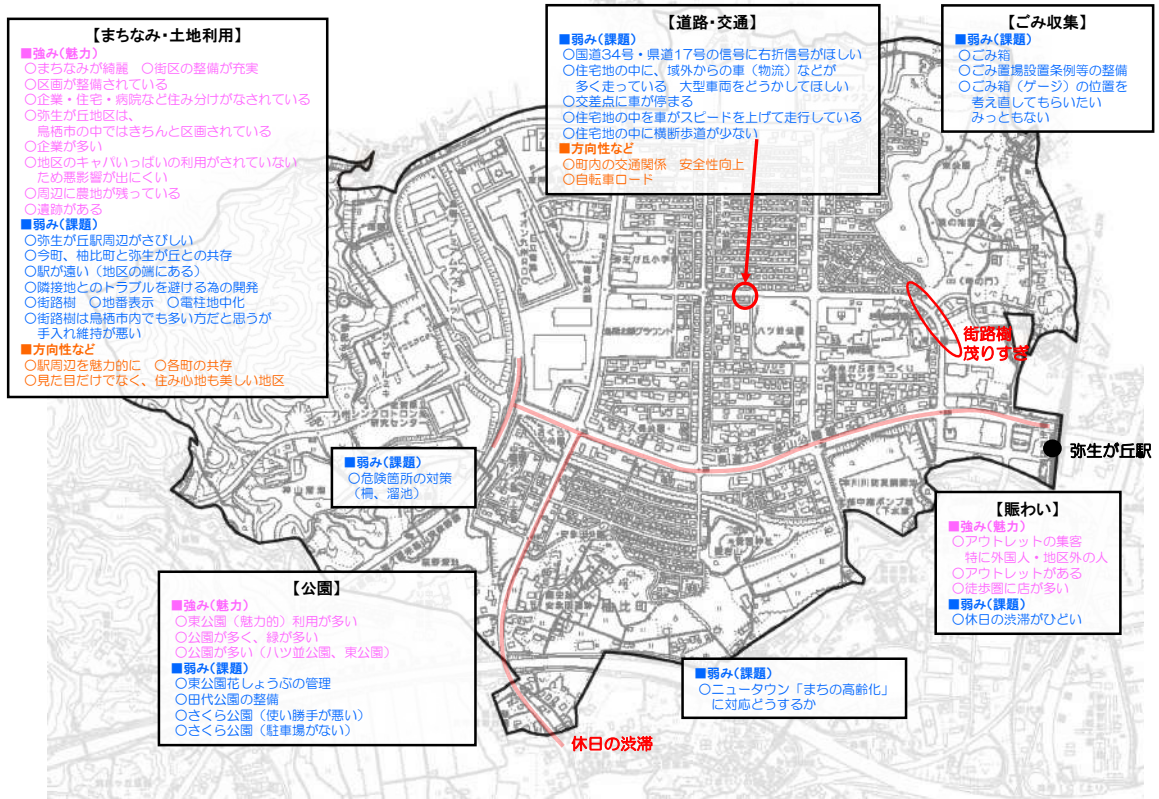 【まちなみ・土地利用】
■強み(魅力)
○まちなみが綺麗　○街区の整備が充実
○区画が整備されている
○企業・住宅・病院など住み分けがなされている
○弥生が丘地区は、
鳥栖市の中ではきちんと区画されている
○企業が多い
○地区のキャパいっぱいの利用がされていない
ため悪影響が出にくい
○周辺に農地が残っている
○遺跡がある
■弱み(課題)
○弥生が丘駅周辺がさびしい
○今町、柚比町と弥生が丘との共存
○駅が遠い（地区の端にある）
○隣接地とのトラブルを避ける為の開発
○街路樹　○地番表示　○電柱地中化
○街路樹は鳥栖市内でも多い方だと思うが
手入れ維持が悪い
■方向性など
○駅周辺を魅力的に　○各町の共存
○見た目だけでなく、住み心地も美しい地区
【道路・交通】
■弱み(課題)
○国道34号・県道17号の信号に右折信号がほしい
○住宅地の中に、域外からの車（物流）などが
多く走っている　大型車両をどうかしてほしい
○交差点に車が停まる
○住宅地の中を車がスピードを上げて走行している
○住宅地の中に横断歩道が少ない
■方向性など
○町内の交通関係　安全性向上
○自転車ロード
【ごみ収集】
■弱み(課題)
○ごみ箱
○ごみ置場設置条例等の整備
○ごみ箱（ゲージ）の位置を
考え直してもらいたい
みっともない
街路樹
茂りすぎ
弥生が丘駅
■弱み(課題)
○危険箇所の対策
（柵、溜池）
【賑わい】
■強み(魅力)
○アウトレットの集客
特に外国人・地区外の人
○アウトレットがある
○徒歩圏に店が多い
■弱み(課題)
○休日の渋滞がひどい
【公園】
■強み(魅力)
○東公園（魅力的）利用が多い
○公園が多く、緑が多い
○公園が多い（八ツ並公園、東公園）
■弱み(課題)
○東公園花しょうぶの管理
○田代公園の整備
○さくら公園（使い勝手が悪い）
○さくら公園（駐車場がない）
■弱み(課題)
○ニュータウン「まちの高齢化」
に対応どうするか
休日の渋滞
柚比町
八ツ並公園
弥生が丘小学